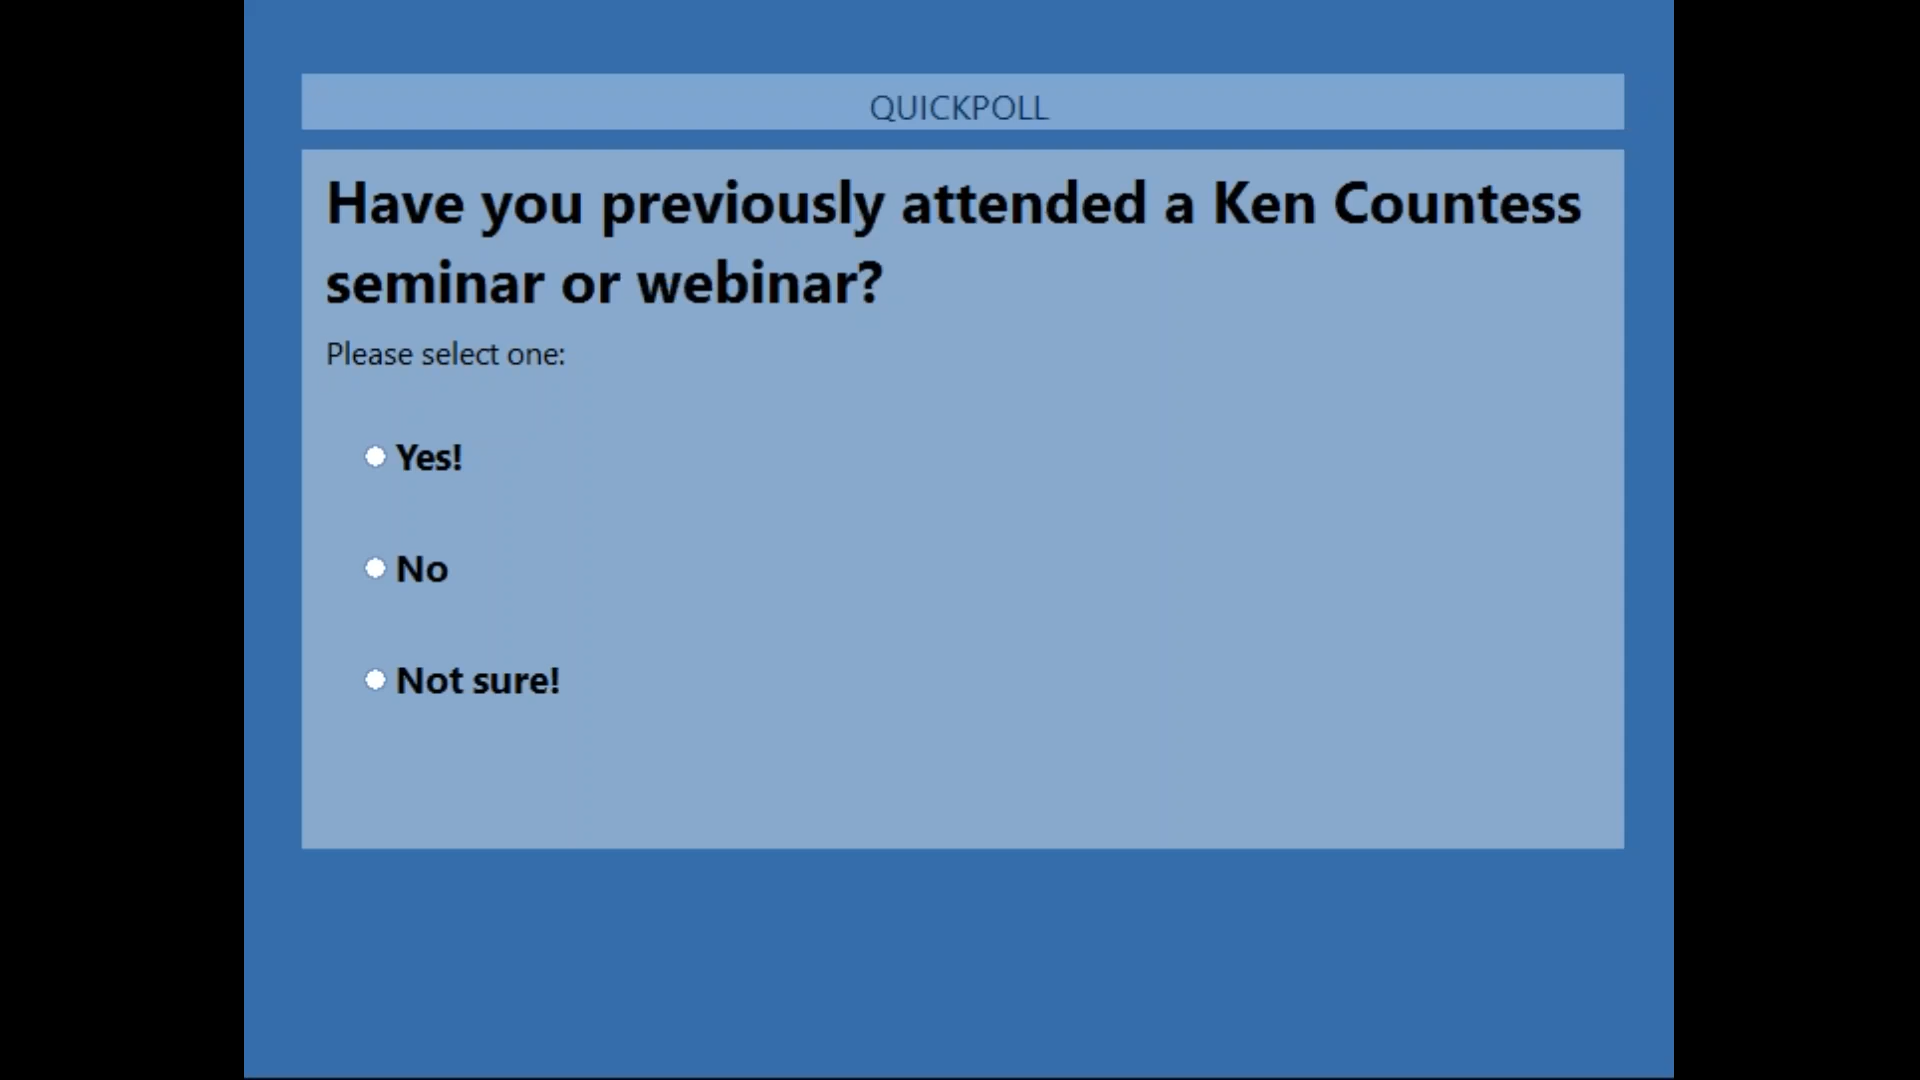 QUICKPOLL
Have you previously attended a Ken Countess
seminar or webinar?
Please select one:
Yes!
No
Not sure!